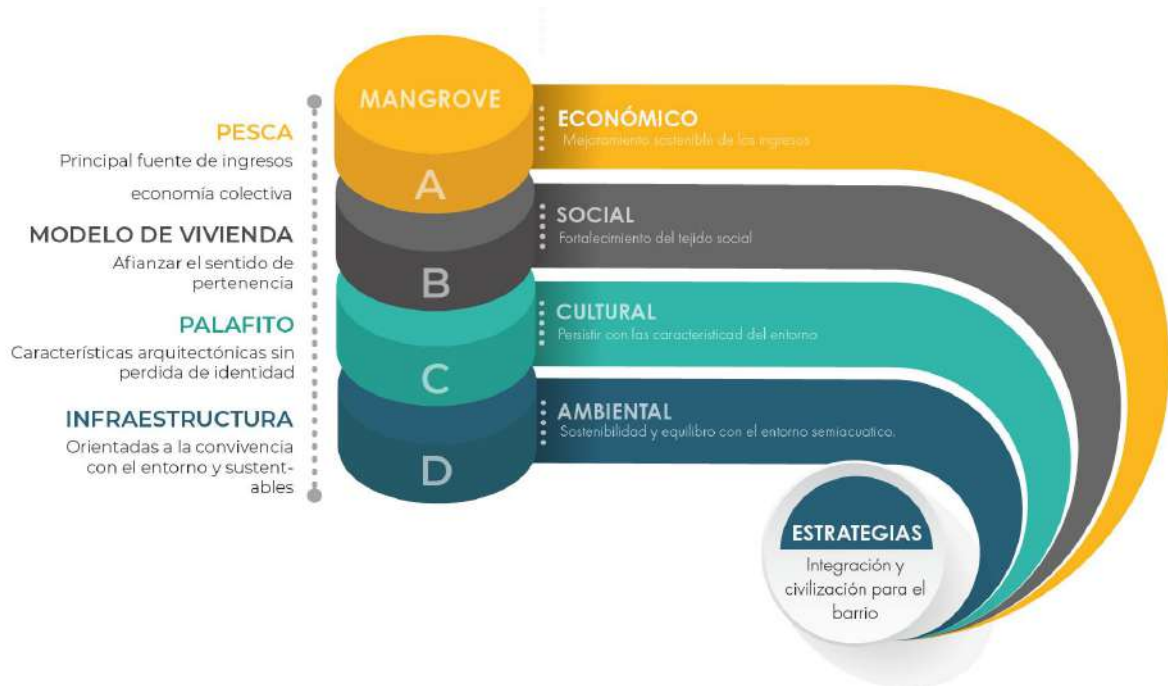 MANGROVE
PESCA
Principal fuente de ingresos
economía colectiva
A
ECONÓMICO
Mejoramiento sostenible de los ingresos
MODELO DE VIVIENDA
Afianzar el sentido de
pertenencia
B
SOCIAL
Fortalecimiento del tejido social
PALAFITO
Características arquitectónicas sin
perdida de identidad
C
CULTURAL
Persistir con las caracteristicad del entorno
INFRAESTRUCTURA
Orientadas a la convivencia
con el entorno y sustent-
ables
D
AMBIENTAL
Sostenibilidad y equilibro con el entorno semiacuatico.
ESTRATEGIAS
Integración y
civilización para el
barrio